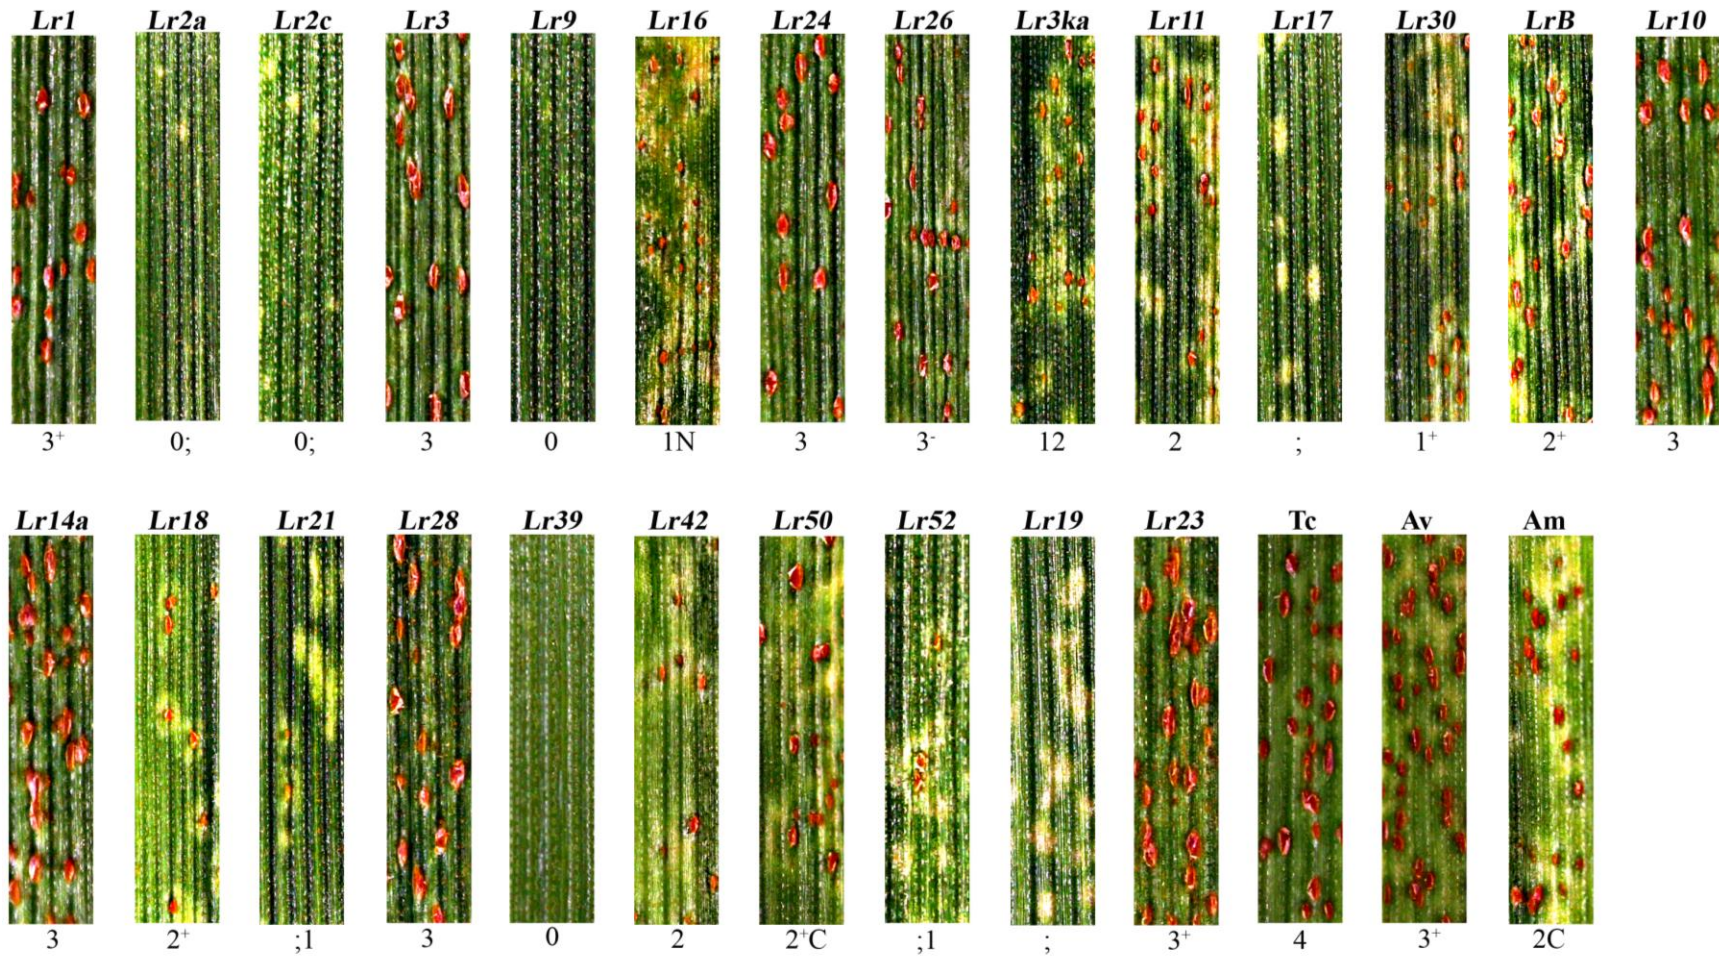 Lr1 Lr2a Lr2c Lr3 Lr9 Lr16 Lr24 Lr26 Lr3ka Lr11 Lr17 Lr30 LrB Lr10
3⁺ 0; 0; 3 0 1N 3 3⁻ 12 2 ; 1⁺ 2⁺ 3
Lr14a Lr18 Lr21 Lr28 Lr39 Lr42 Lr50 Lr52 Lr19 Lr23 Tc Av Am
3 2⁺ ;1 3 0 2 2⁺C ;1 ; 3⁺ 4 3⁺ 2C